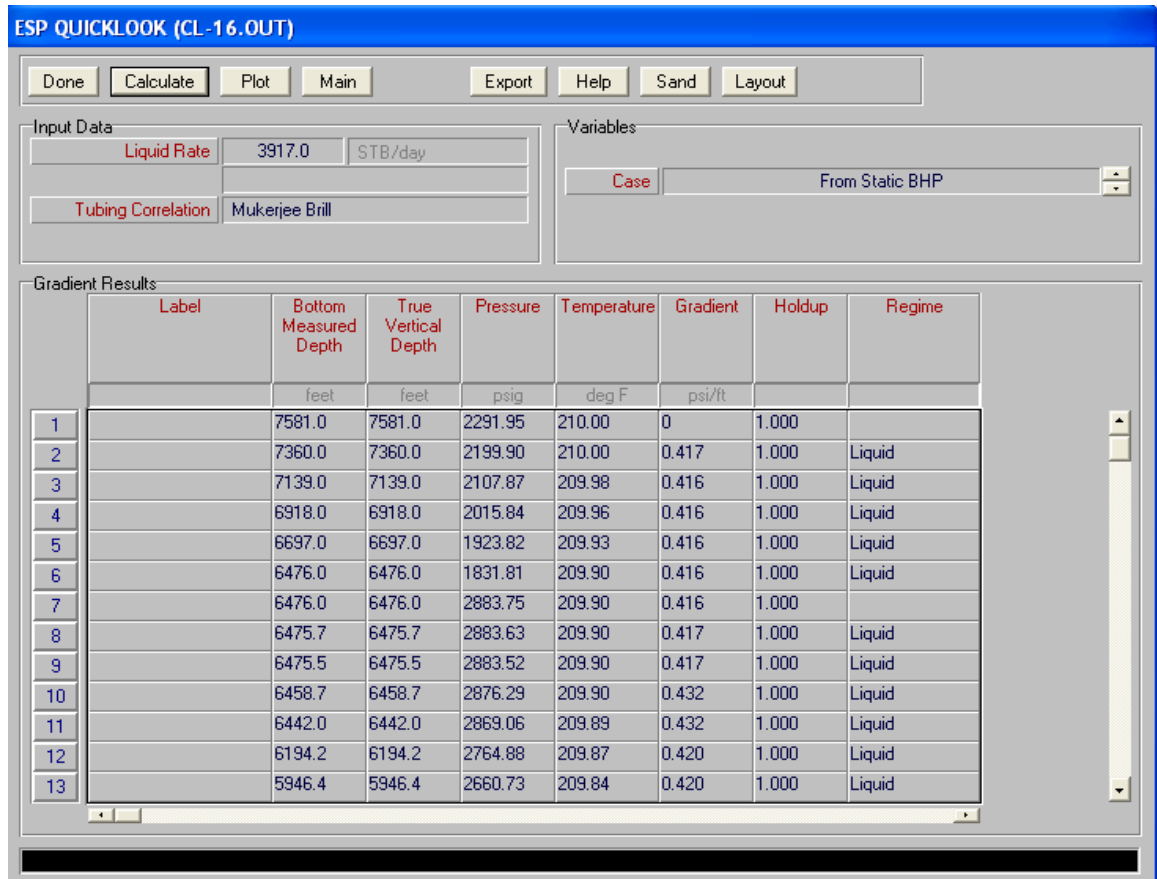 ESP QUICKLOOK (CL-16.OUT)
Done Calculate Plot Main Export Help Sand Layout
Input Data
Liquid Rate 3917.0 STB/day
Tubing Correlation Mukerjee Brill
Variables
Case From Static BHP
Gradient Results
Label Bottom Measured Depth True Vertical Depth Pressure Temperature Gradient Holdup Regime
feet feet psig deg F psi/ft
1 7581.0 7581.0 2291.95 210.00 0 1.000
2 7360.0 7360.0 2199.90 210.00 0.417 1.000 Liquid
3 7139.0 7139.0 2107.87 209.98 0.416 1.000 Liquid
4 6918.0 6918.0 2015.84 209.96 0.416 1.000 Liquid
5 6697.0 6697.0 1923.82 209.93 0.416 1.000 Liquid
6 6476.0 6476.0 1831.81 209.90 0.416 1.000 Liquid
7 6476.0 6476.0 2883.75 209.90 0.416 1.000
8 6475.7 6475.7 2883.63 209.90 0.417 1.000 Liquid
9 6475.5 6475.5 2883.52 209.90 0.417 1.000 Liquid
10 6458.7 6458.7 2876.29 209.90 0.432 1.000 Liquid
11 6442.0 6442.0 2869.06 209.89 0.432 1.000 Liquid
12 6194.2 6194.2 2764.88 209.87 0.420 1.000 Liquid
13 5946.4 5946.4 2660.73 209.84 0.420 1.000 Liquid